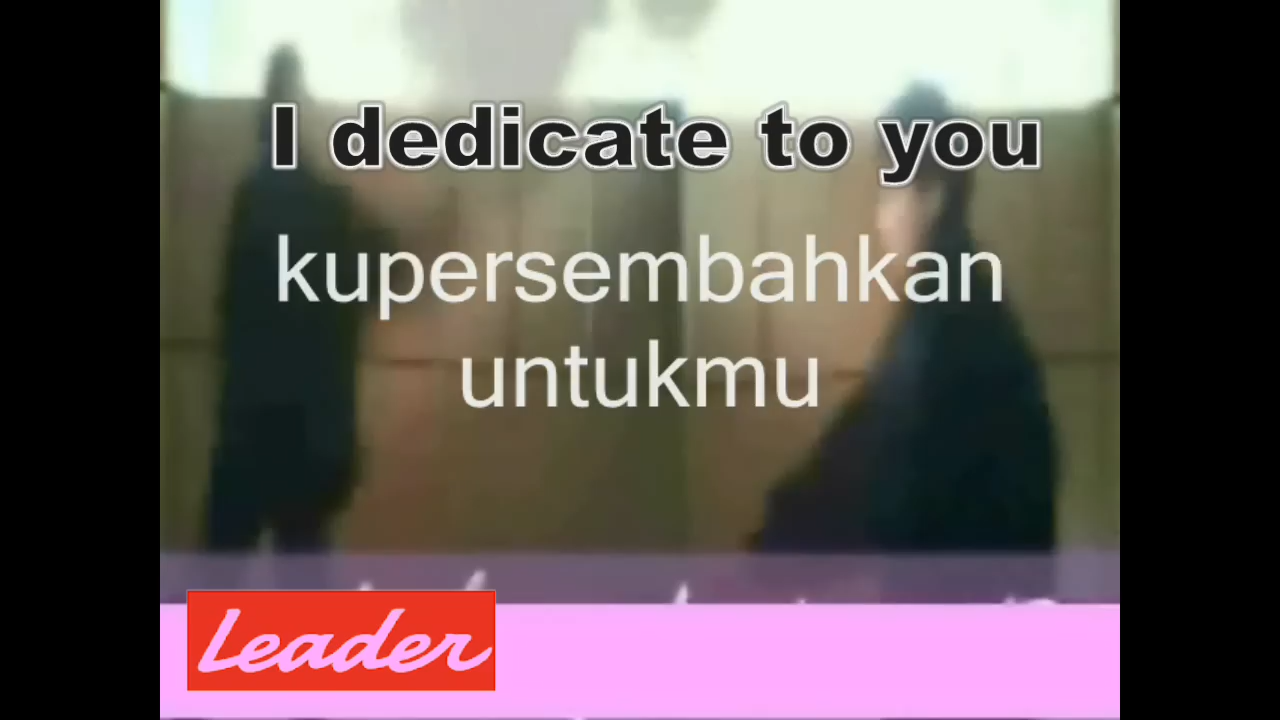 I dedicate to you
kupersembahkan
untukmu
Leader